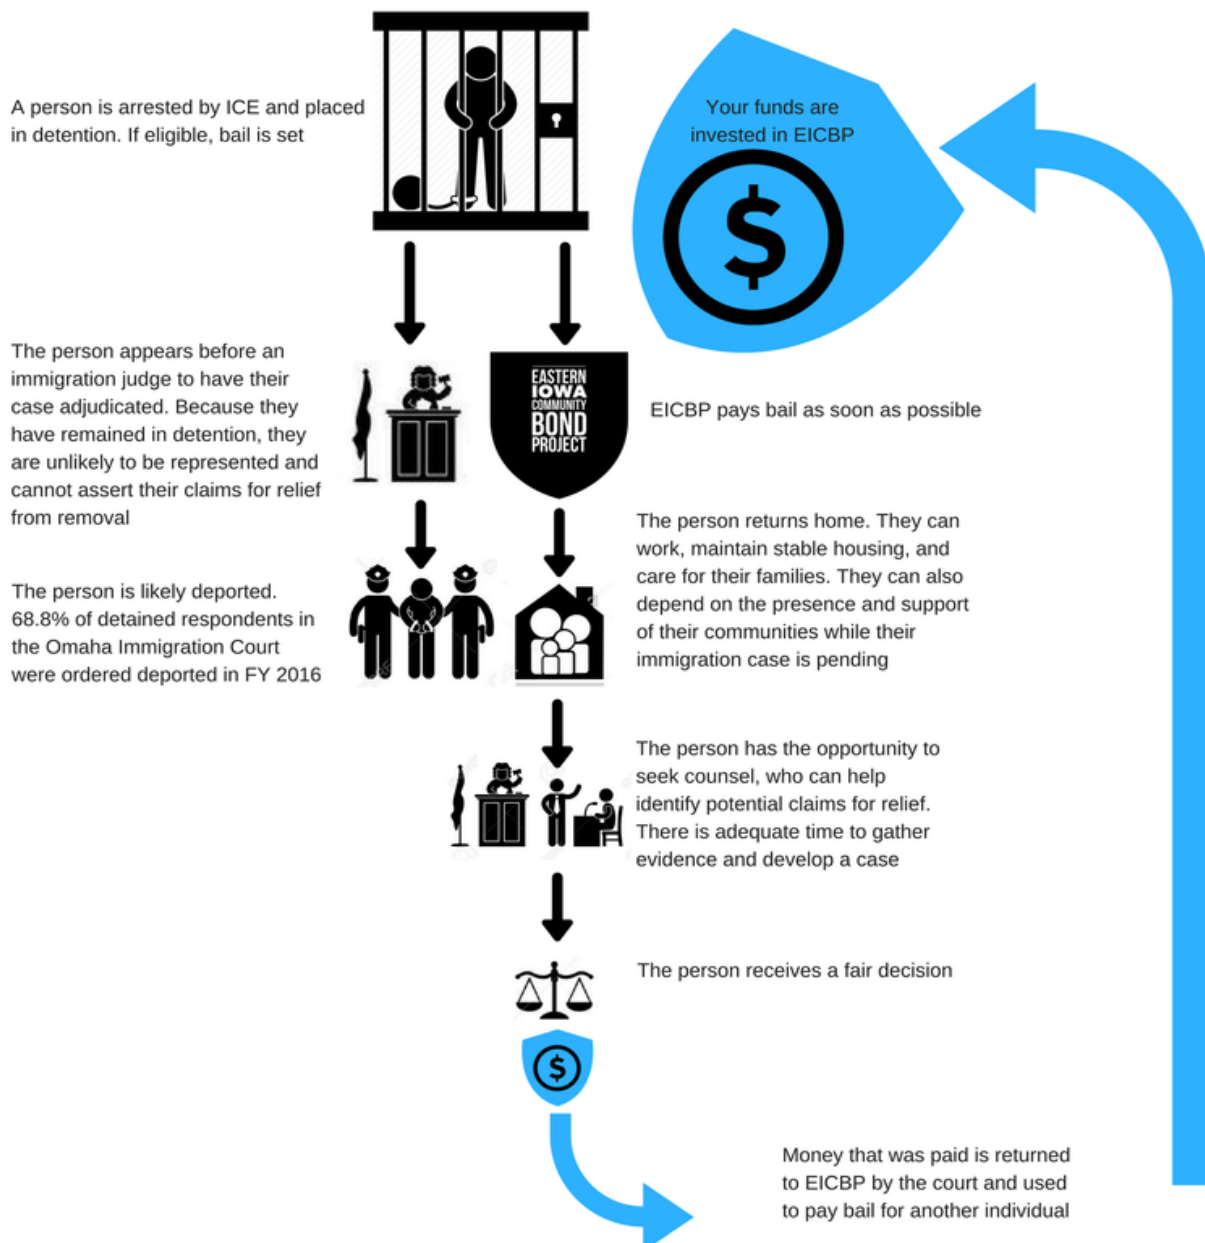 A person is arrested by ICE and placed
in detention. If eligible, bail is set
Your funds are
invested in EICBP
$
The person appears before an
immigration judge to have their
case adjudicated. Because they
have remained in detention, they
are unlikely to be represented and
cannot assert their claims for relief
from removal
EASTERN
IOWA
COMMUNITY
BOND
PROJECT
EICBP pays bail as soon as possible
The person is likely deported.
68.8% of detained respondents in
the Omaha Immigration Court
were ordered deported in FY 2016
The person returns home. They can
work, maintain stable housing, and
care for their families. They can also
depend on the presence and support
of their communities while their
immigration case is pending
The person has the opportunity to
seek counsel, who can help
identify potential claims for relief.
There is adequate time to gather
evidence and develop a case
The person receives a fair decision
$
Money that was paid is returned
to EICBP by the court and used
to pay bail for another individual